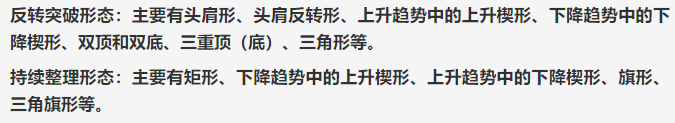 反转突破形态：主要有头肩形、头肩反转形、上升趋势中的上升楔形、下降趋势中的下
降楔形、双顶和双底、三重顶（底）、三角形等。
持续整理形态：主要有矩形、下降趋势中的上升楔形、上升趋势中的下降楔形、旗形、
三角旗形等。